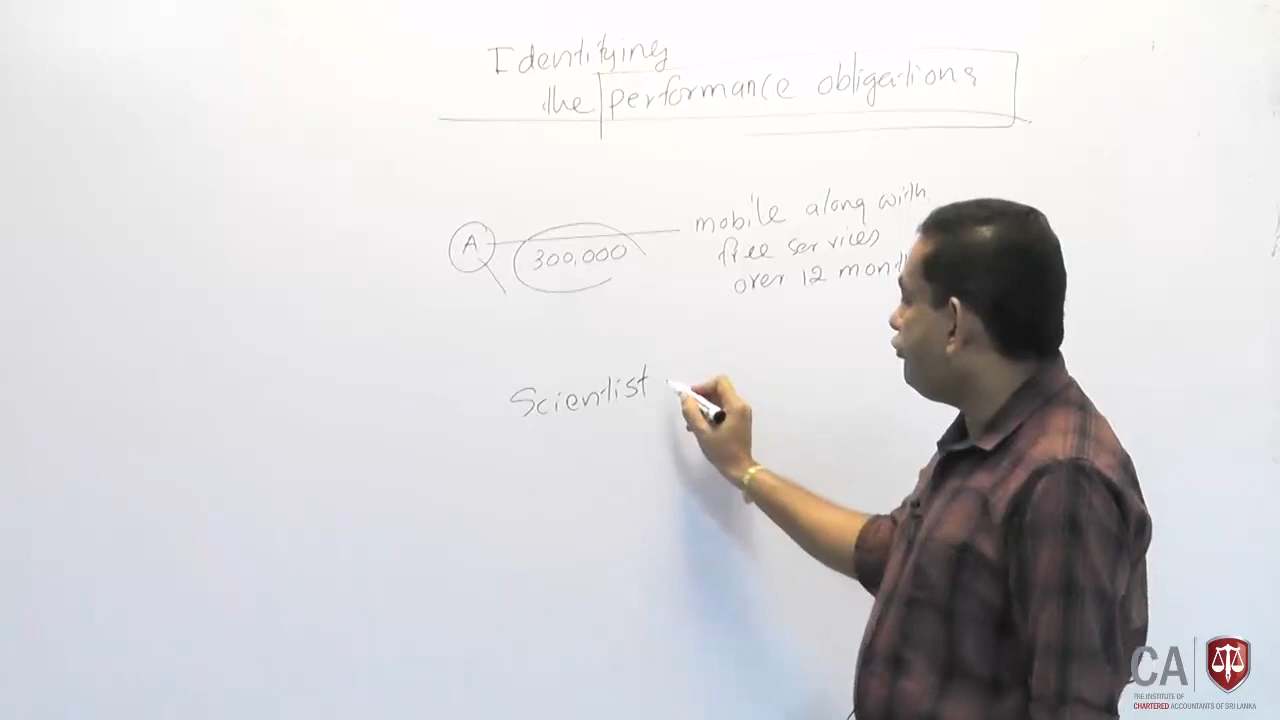 Identifying
the performance obligations
A
300,000
mobile along with
free services
over 12 mont
Scientist
CA
THE INSTITUTE OF
CHARTERED ACCOUNTANTS OF SRI LANKA